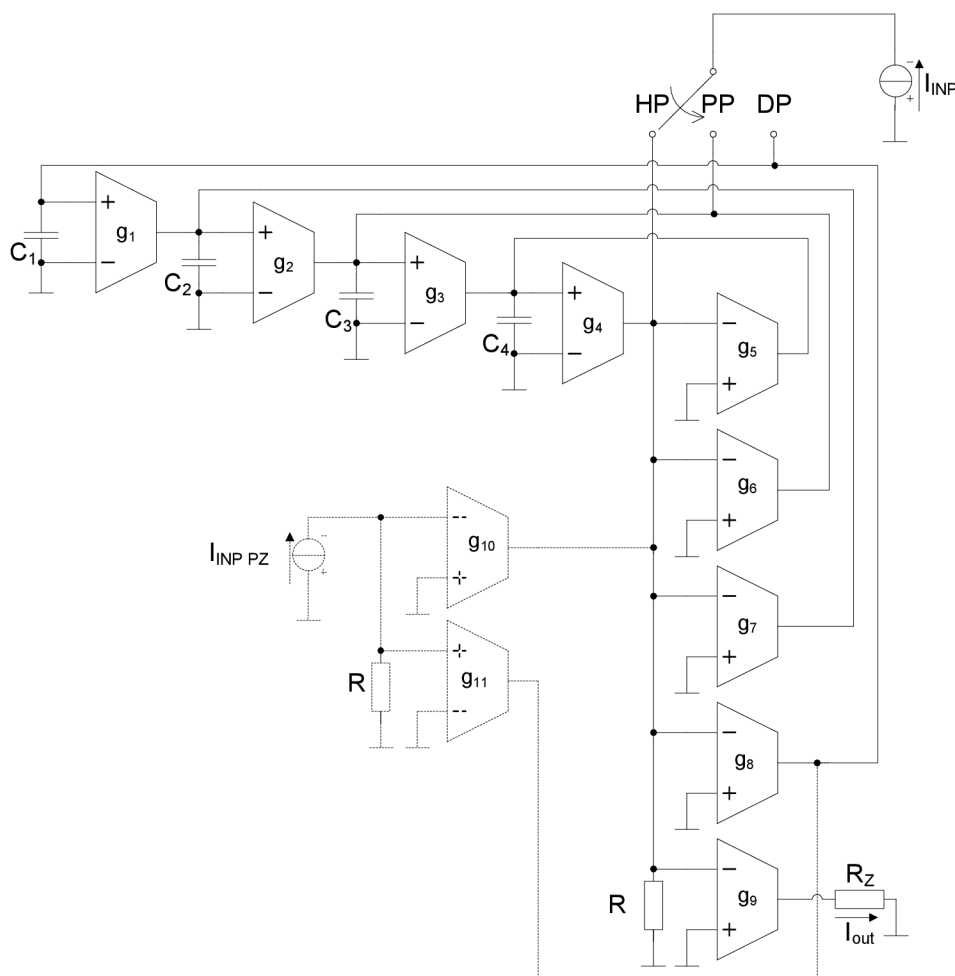 HP PP DP
I_INP
− +
+ − g₁ C₁
+ − g₂ C₂
+ − g₃ C₃
+ − g₄ C₄
− + g₅
− + g₆
I_INP PZ
− +
− + g₁₀
− + g₇
R
+ − g₁₁
− + g₈
R
− + g₉
R_Z
I_out